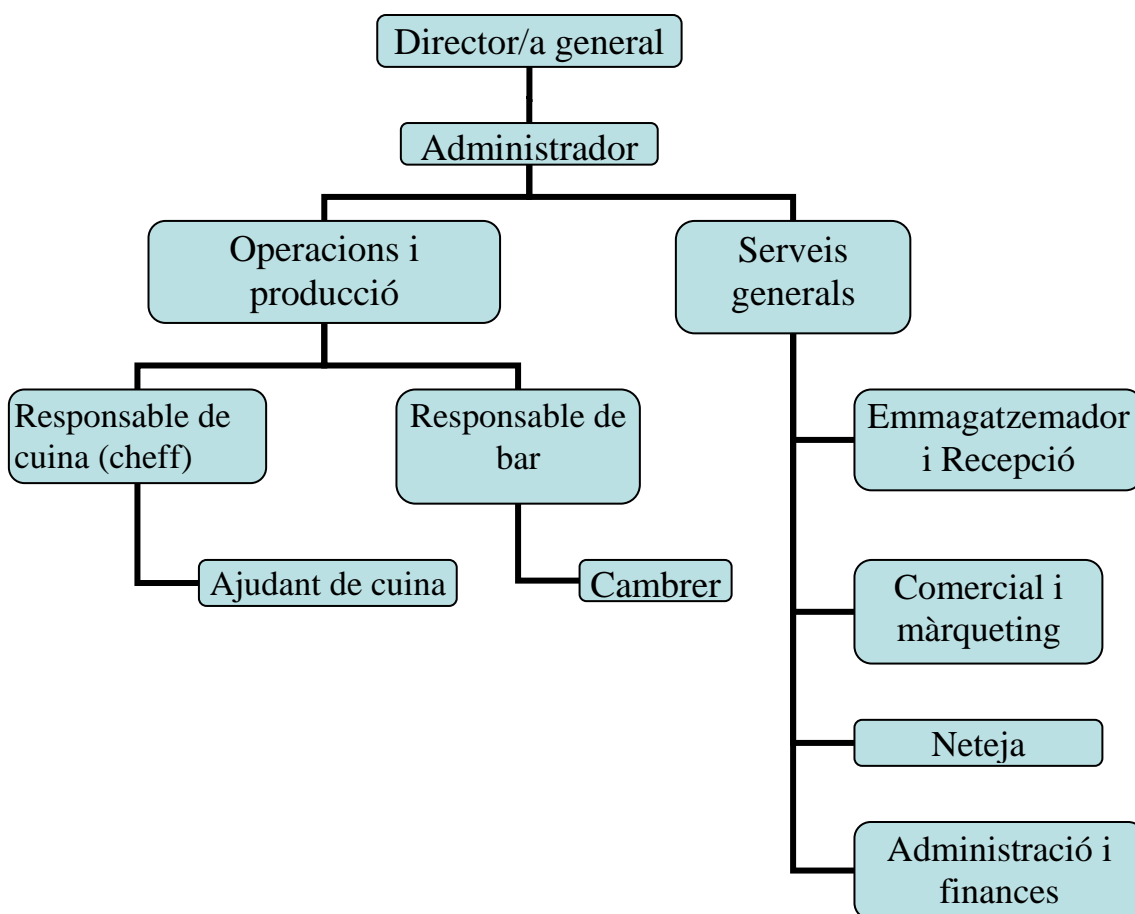 Director/a general
Administrador
Operacions i
producció
Serveis
generals
Responsable de
cuina (cheff)
Responsable de
bar
Emmagatzemador
i Recepció
Ajudant de cuina
Cambrer
Comercial i
màrqueting
Neteja
Administració i
finances